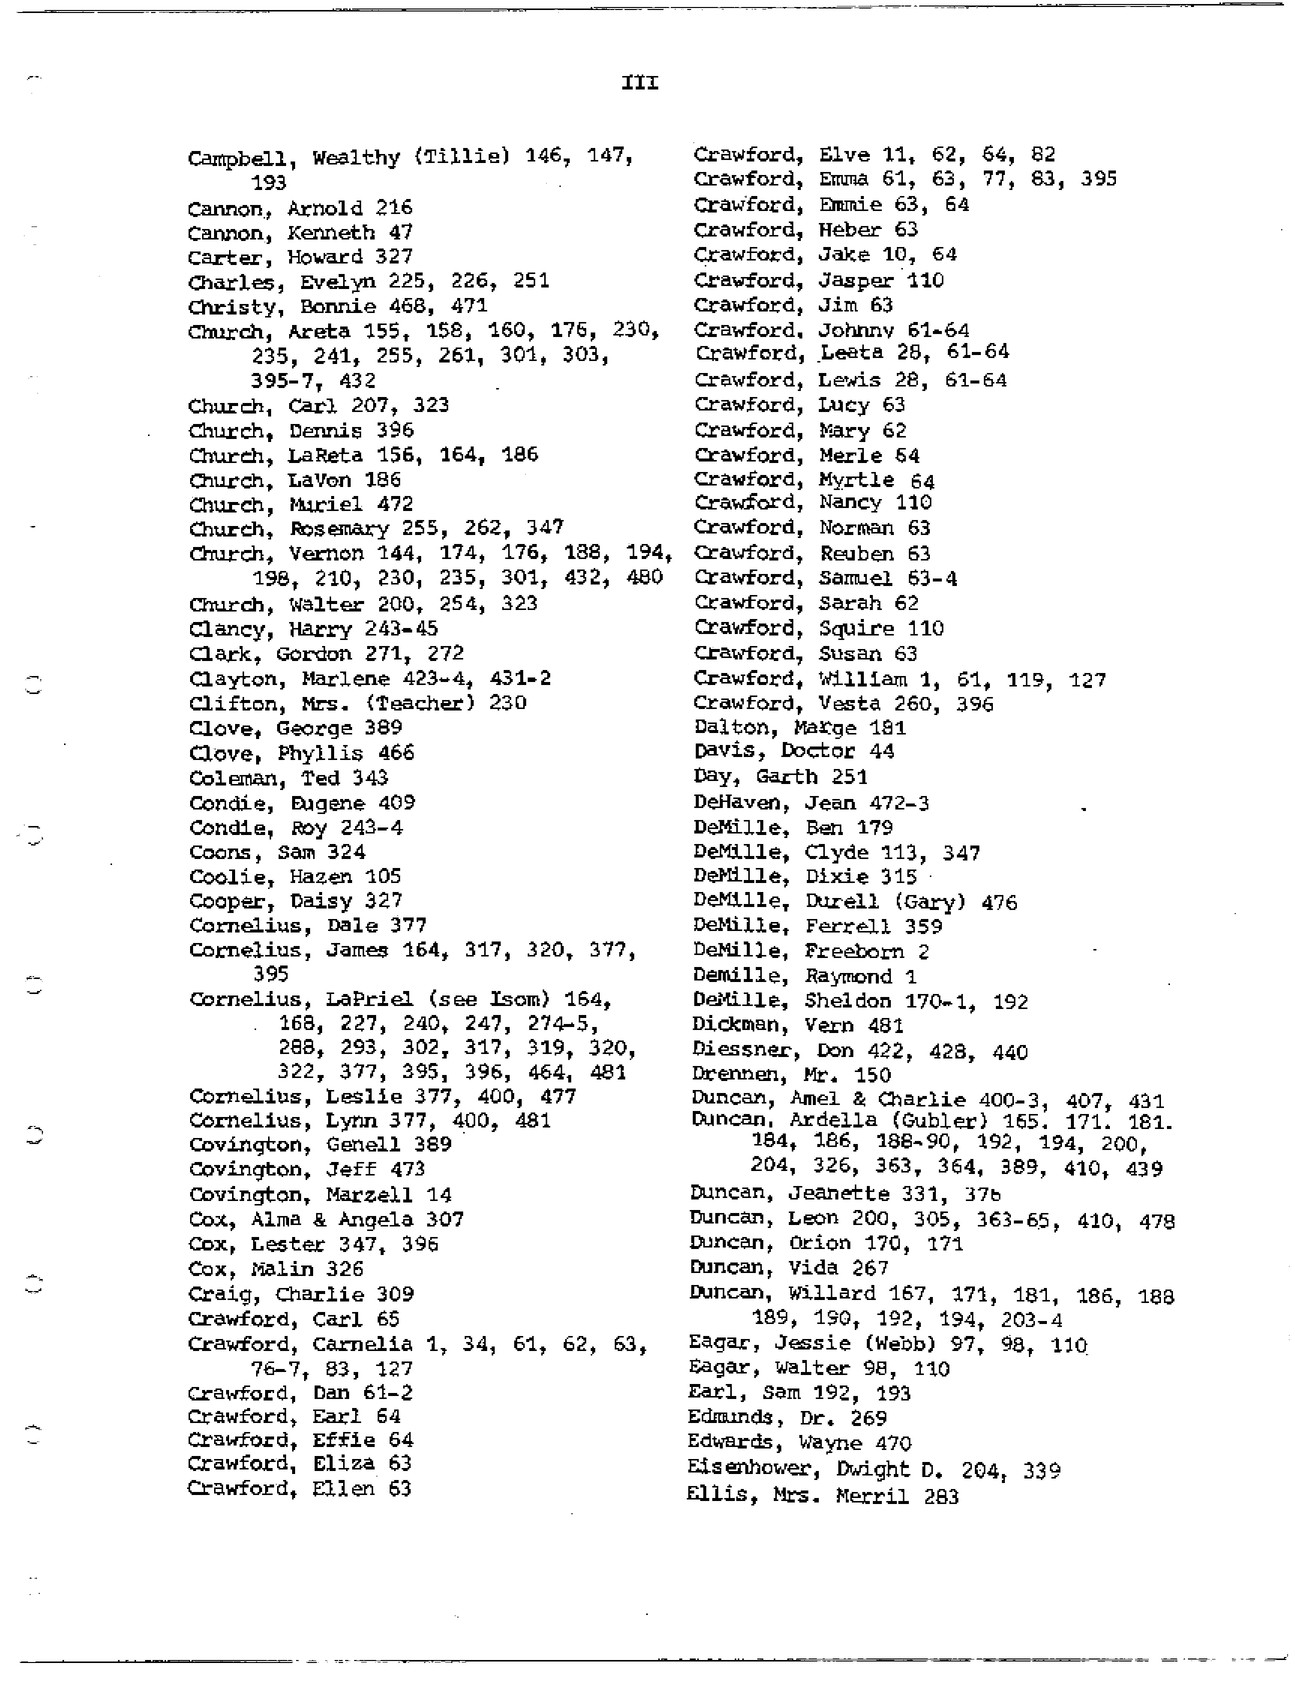 III
Campbell, Wealthy (Tillie) 146, 147,
193
Cannon, Arnold 216
Cannon, Kenneth 47
Carter, Howard 327
Charles, Evelyn 225, 226, 251
Christy, Bonnie 468, 471
Church, Areta 155, 158, 160, 176, 230,
235, 241, 255, 261, 301, 303,
395-7, 432
Church, Carl 207, 323
Church, Dennis 396
Church, LaReta 156, 164, 186
Church, LaVon 186
Church, Muriel 472
Church, Rosemary 255, 262, 347
Church, Vernon 144, 174, 176, 188, 194,
198, 210, 230, 235, 301, 432, 480
Church, Walter 200, 254, 323
Clancy, Harry 243-45
Clark, Gordon 271, 272
Clayton, Marlene 423-4, 431-2
Clifton, Mrs. (Teacher) 230
Clove, George 389
Clove, Phyllis 466
Coleman, Ted 343
Condie, Eugene 409
Condie, Roy 243-4
Coons, Sam 324
Coolie, Hazen 105
Cooper, Daisy 327
Cornelius, Dale 377
Cornelius, James 164, 317, 320, 377,
395
Cornelius, LaPriel (see Isom) 164,
168, 227, 240, 247, 274-5,
288, 293, 302, 317, 319, 320,
322, 377, 395, 396, 464, 481
Cornelius, Leslie 377, 400, 477
Cornelius, Lynn 377, 400, 481
Covington, Genell 389
Covington, Jeff 473
Covington, Marzell 14
Cox, Alma & Angela 307
Cox, Lester 347, 396
Cox, Malin 326
Craig, Charlie 309
Crawford, Carl 65
Crawford, Carnelia 1, 34, 61, 62, 63,
76-7, 83, 127
Crawford, Dan 61-2
Crawford, Earl 64
Crawford, Effie 64
Crawford, Eliza 63
Crawford, Ellen 63
Crawford, Elve 11, 62, 64, 82
Crawford, Emma 61, 63, 77, 83, 395
Crawford, Emmie 63, 64
Crawford, Heber 63
Crawford, Jake 10, 64
Crawford, Jasper 110
Crawford, Jim 63
Crawford, Johnny 61-64
Crawford, Leata 28, 61-64
Crawford, Lewis 28, 61-64
Crawford, Lucy 63
Crawford, Mary 62
Crawford, Merle 64
Crawford, Myrtle 64
Crawford, Nancy 110
Crawford, Norman 63
Crawford, Reuben 63
Crawford, Samuel 63-4
Crawford, Sarah 62
Crawford, Squire 110
Crawford, Susan 63
Crawford, William 1, 61, 119, 127
Crawford, Vesta 260, 396
Dalton, Marge 181
Davis, Doctor 44
Day, Garth 251
DeHaven, Jean 472-3
DeMille, Ben 179
DeMille, Clyde 113, 347
DeMille, Dixie 315
DeMille, Durell (Gary) 476
DeMille, Ferrell 359
DeMille, Freeborn 2
Demille, Raymond 1
DeMille, Sheldon 170-1, 192
Dickman, Vern 481
Diessner, Don 422, 428, 440
Drennen, Mr. 150
Duncan, Amel & Charlie 400-3, 407, 431
Duncan, Ardella (Gubler) 165, 171, 181,
184, 186, 188-90, 192, 194, 200,
204, 326, 363, 364, 389, 410, 439
Duncan, Jeanette 331, 376
Duncan, Leon 200, 305, 363-65, 410, 478
Duncan, Orion 170, 171
Duncan, Vida 267
Duncan, Willard 167, 171, 181, 186, 188
189, 190, 192, 194, 203-4
Eagar, Jessie (Webb) 97, 98, 110
Eagar, Walter 98, 110
Earl, Sam 192, 193
Edmunds, Dr. 269
Edwards, Wayne 470
Eisenhower, Dwight D. 204, 339
Ellis, Mrs. Merril 283